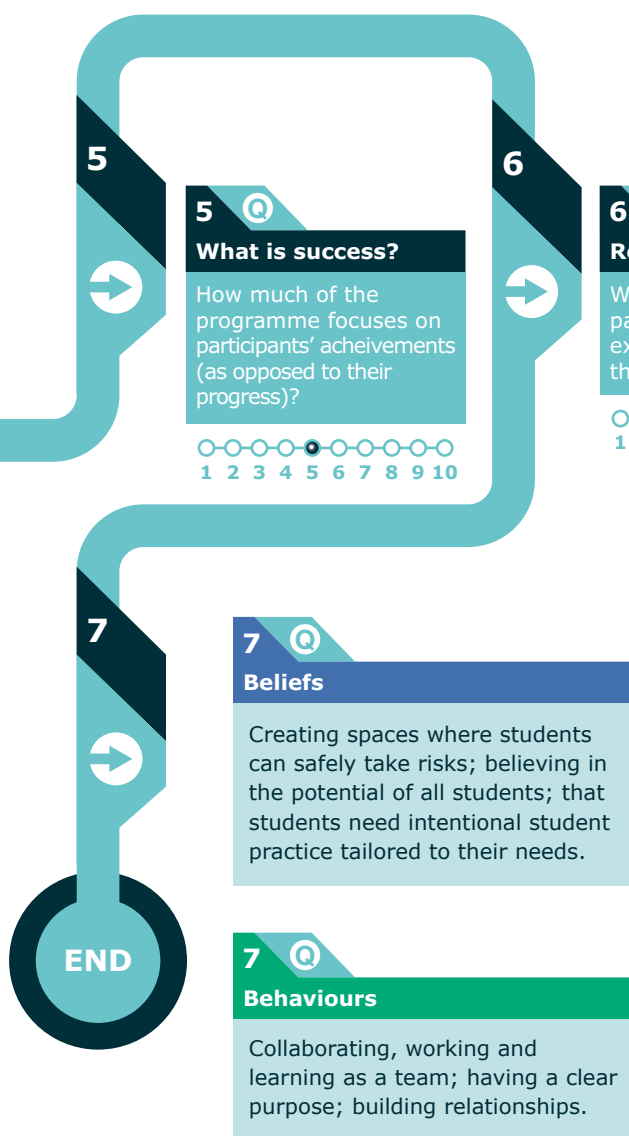 5
5 Q
What is success?
How much of the
programme focuses on
participants’ acheivements
(as opposed to their
progress)?
1 2 3 4 5 6 7 8 9 10
6
6
1
7
7 Q
Beliefs
Creating spaces where students
can safely take risks; believing in
the potential of all students; that
students need intentional student
practice tailored to their needs.
END
7 Q
Behaviours
Collaborating, working and
learning as a team; having a clear
purpose; building relationships.